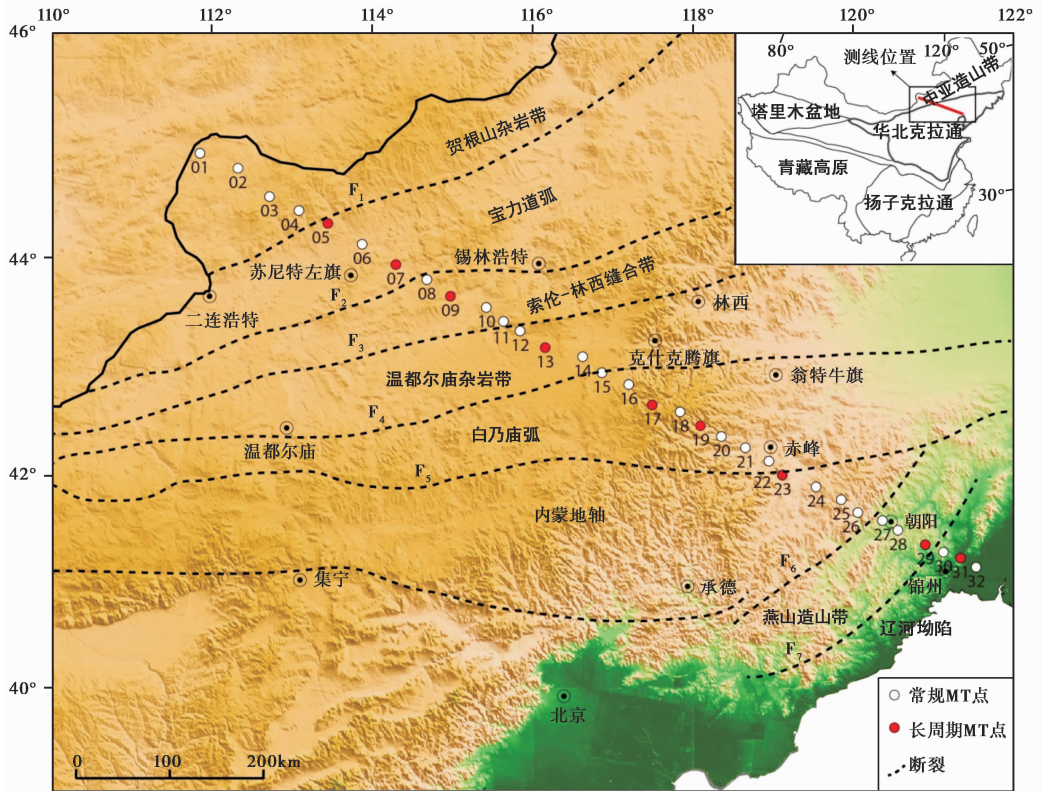 110° 112° 114° 116° 118° 120° 122°
46°
44°
42°
40°
80° 120° 50°
测线位置
中亚造山带
塔里木盆地
华北克拉通
青藏高原
30°
扬子克拉通
贺根山杂岩带
F1
宝力道弧
苏尼特左旗
锡林浩特
F2
二连浩特
索伦-林西缝合带
林西
F3
克什克腾旗
温都尔庙杂岩带
翁特牛旗
F4
白乃庙弧
温都尔庙
赤峰
F5
内蒙地轴
朝阳
F6
集宁
承德
锦州
燕山造山带
辽河坳陷
F7
北京
01
02
03
04
05
06
07
08
09
10
11
12
13
14
15
16
17
18
19
20
21
22
23
24
25
26
27
28
29
30
31
32
0 100 200km
常规MT点
长周期MT点
断裂